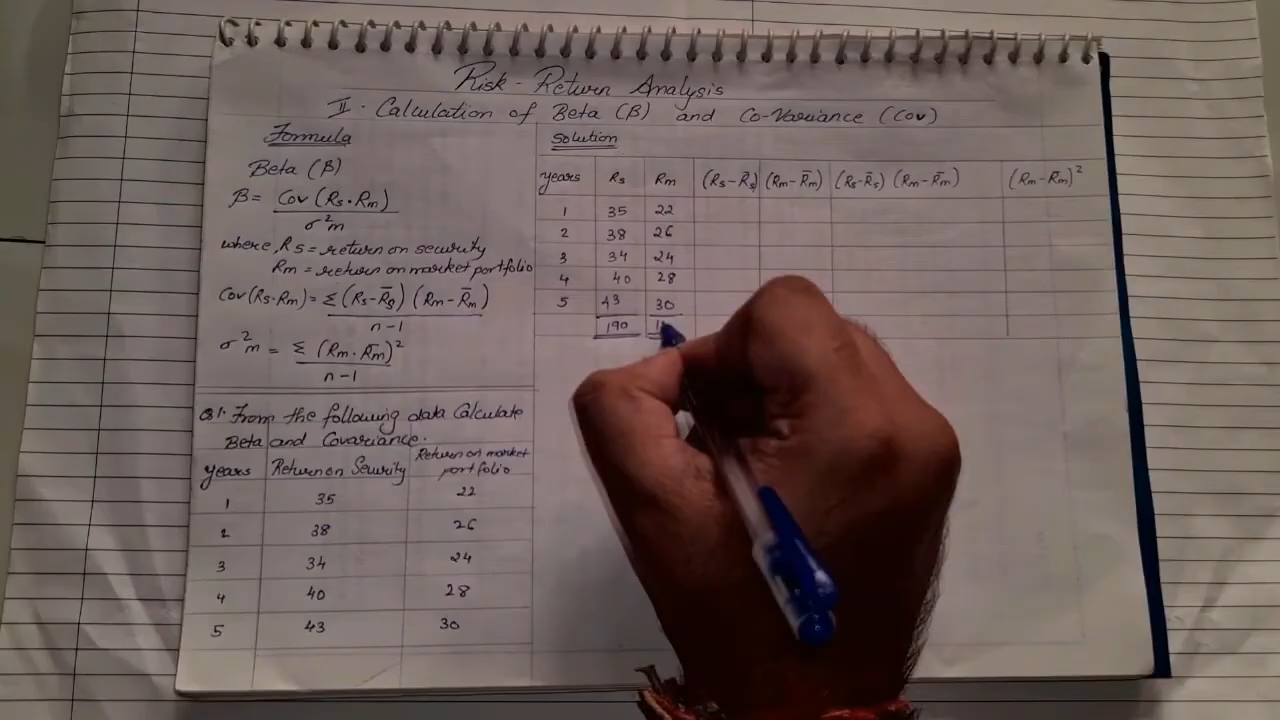 Risk-Return Analysis
II. Calculation of Beta (β) and Co-Variance (Cov)
Formula
Beta (β)
β = Cov (Rs·Rm)
σ²m
where, Rs = return on security
Rm = return on market portfolio
Cov (Rs·Rm) = Σ (Rs-R̄s) (Rm-R̄m)
n-1
σ²m = Σ (Rm·R̄m)²
n-1
Q1. From the following data Calculate
Beta and Covariance.
years Return on Security Return on market portfolio
1 35 22
2 38 26
3 34 24
4 40 28
5 43 30
Solution
years Rs Rm (Rs-R̄s) (Rm-R̄m) (Rs-R̄s) (Rm-R̄m) (Rm-R̄m)²
1 35 22
2 38 26
3 34 24
4 40 28
5 43 30
190